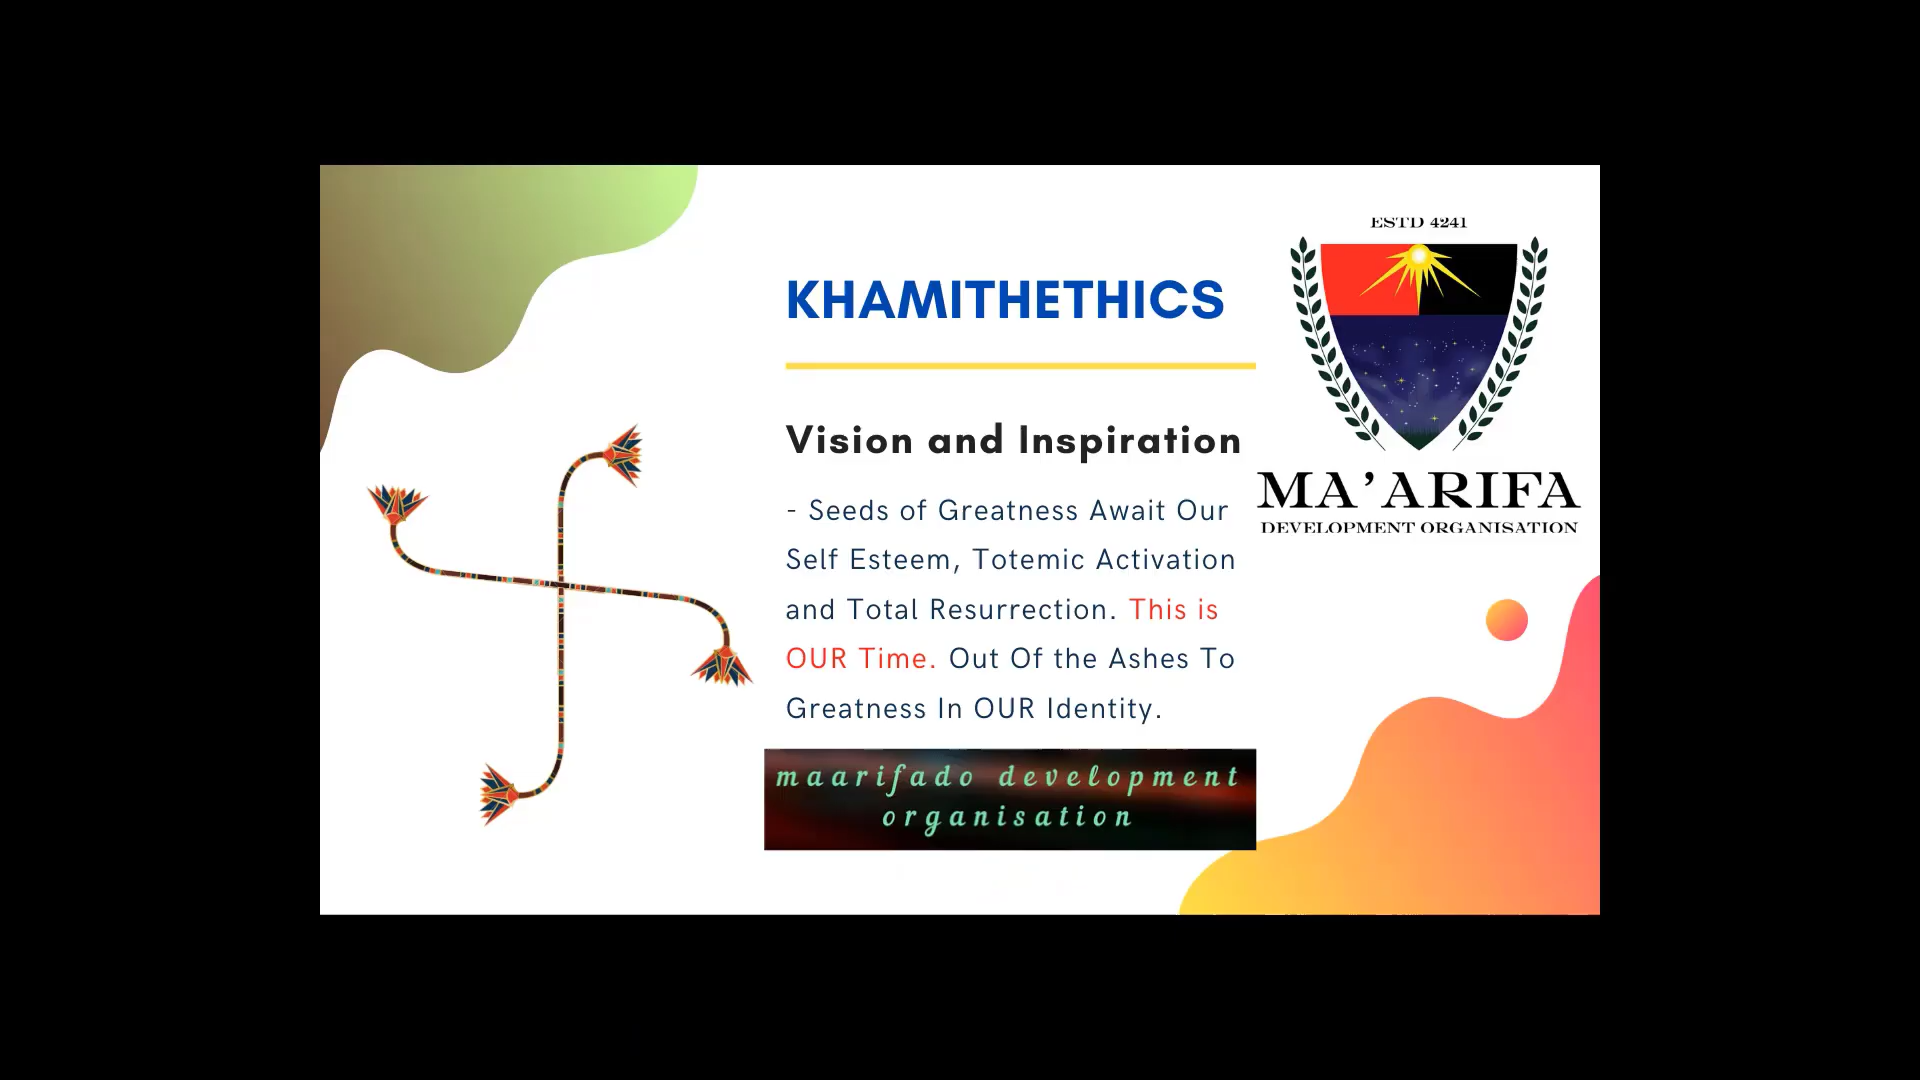 ESTD 4241
KHAMITHETHICS
Vision and Inspiration
MA'ARIFA
DEVELOPMENT ORGANISATION
- Seeds of Greatness Await Our
Self Esteem, Totemic Activation
and Total Resurrection. This is
OUR Time. Out Of the Ashes To
Greatness In OUR Identity.
maarifado development
organisation